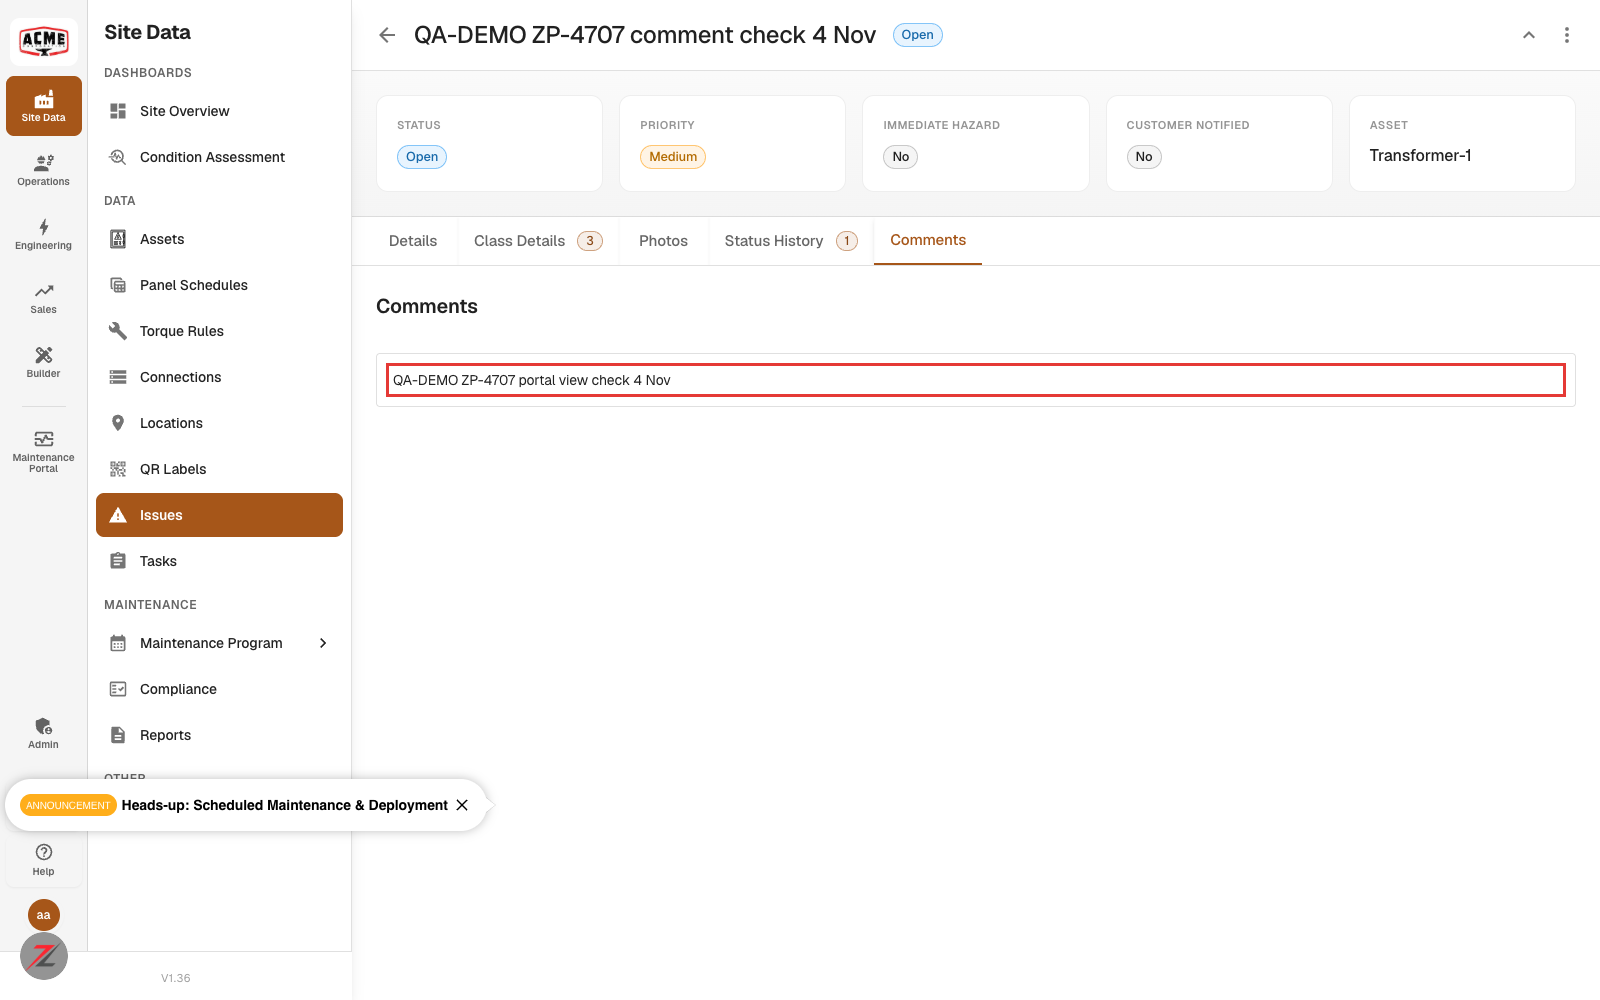 ACME
Site Data
Operations
Engineering
Sales
Builder
Maintenance
Portal
Admin
Help
aa
Site Data
DASHBOARDS
Site Overview
Condition Assessment
DATA
Assets
Panel Schedules
Torque Rules
Connections
Locations
QR Labels
Issues
Tasks
MAINTENANCE
Maintenance Program
Compliance
Reports
OTHER
ANNOUNCEMENT Heads-up: Scheduled Maintenance & Deployment
V1.36
QA-DEMO ZP-4707 comment check 4 Nov Open
STATUS
Open
PRIORITY
Medium
IMMEDIATE HAZARD
No
CUSTOMER NOTIFIED
No
ASSET
Transformer-1
Details Class Details 3 Photos Status History 1 Comments
Comments
QA-DEMO ZP-4707 portal view check 4 Nov